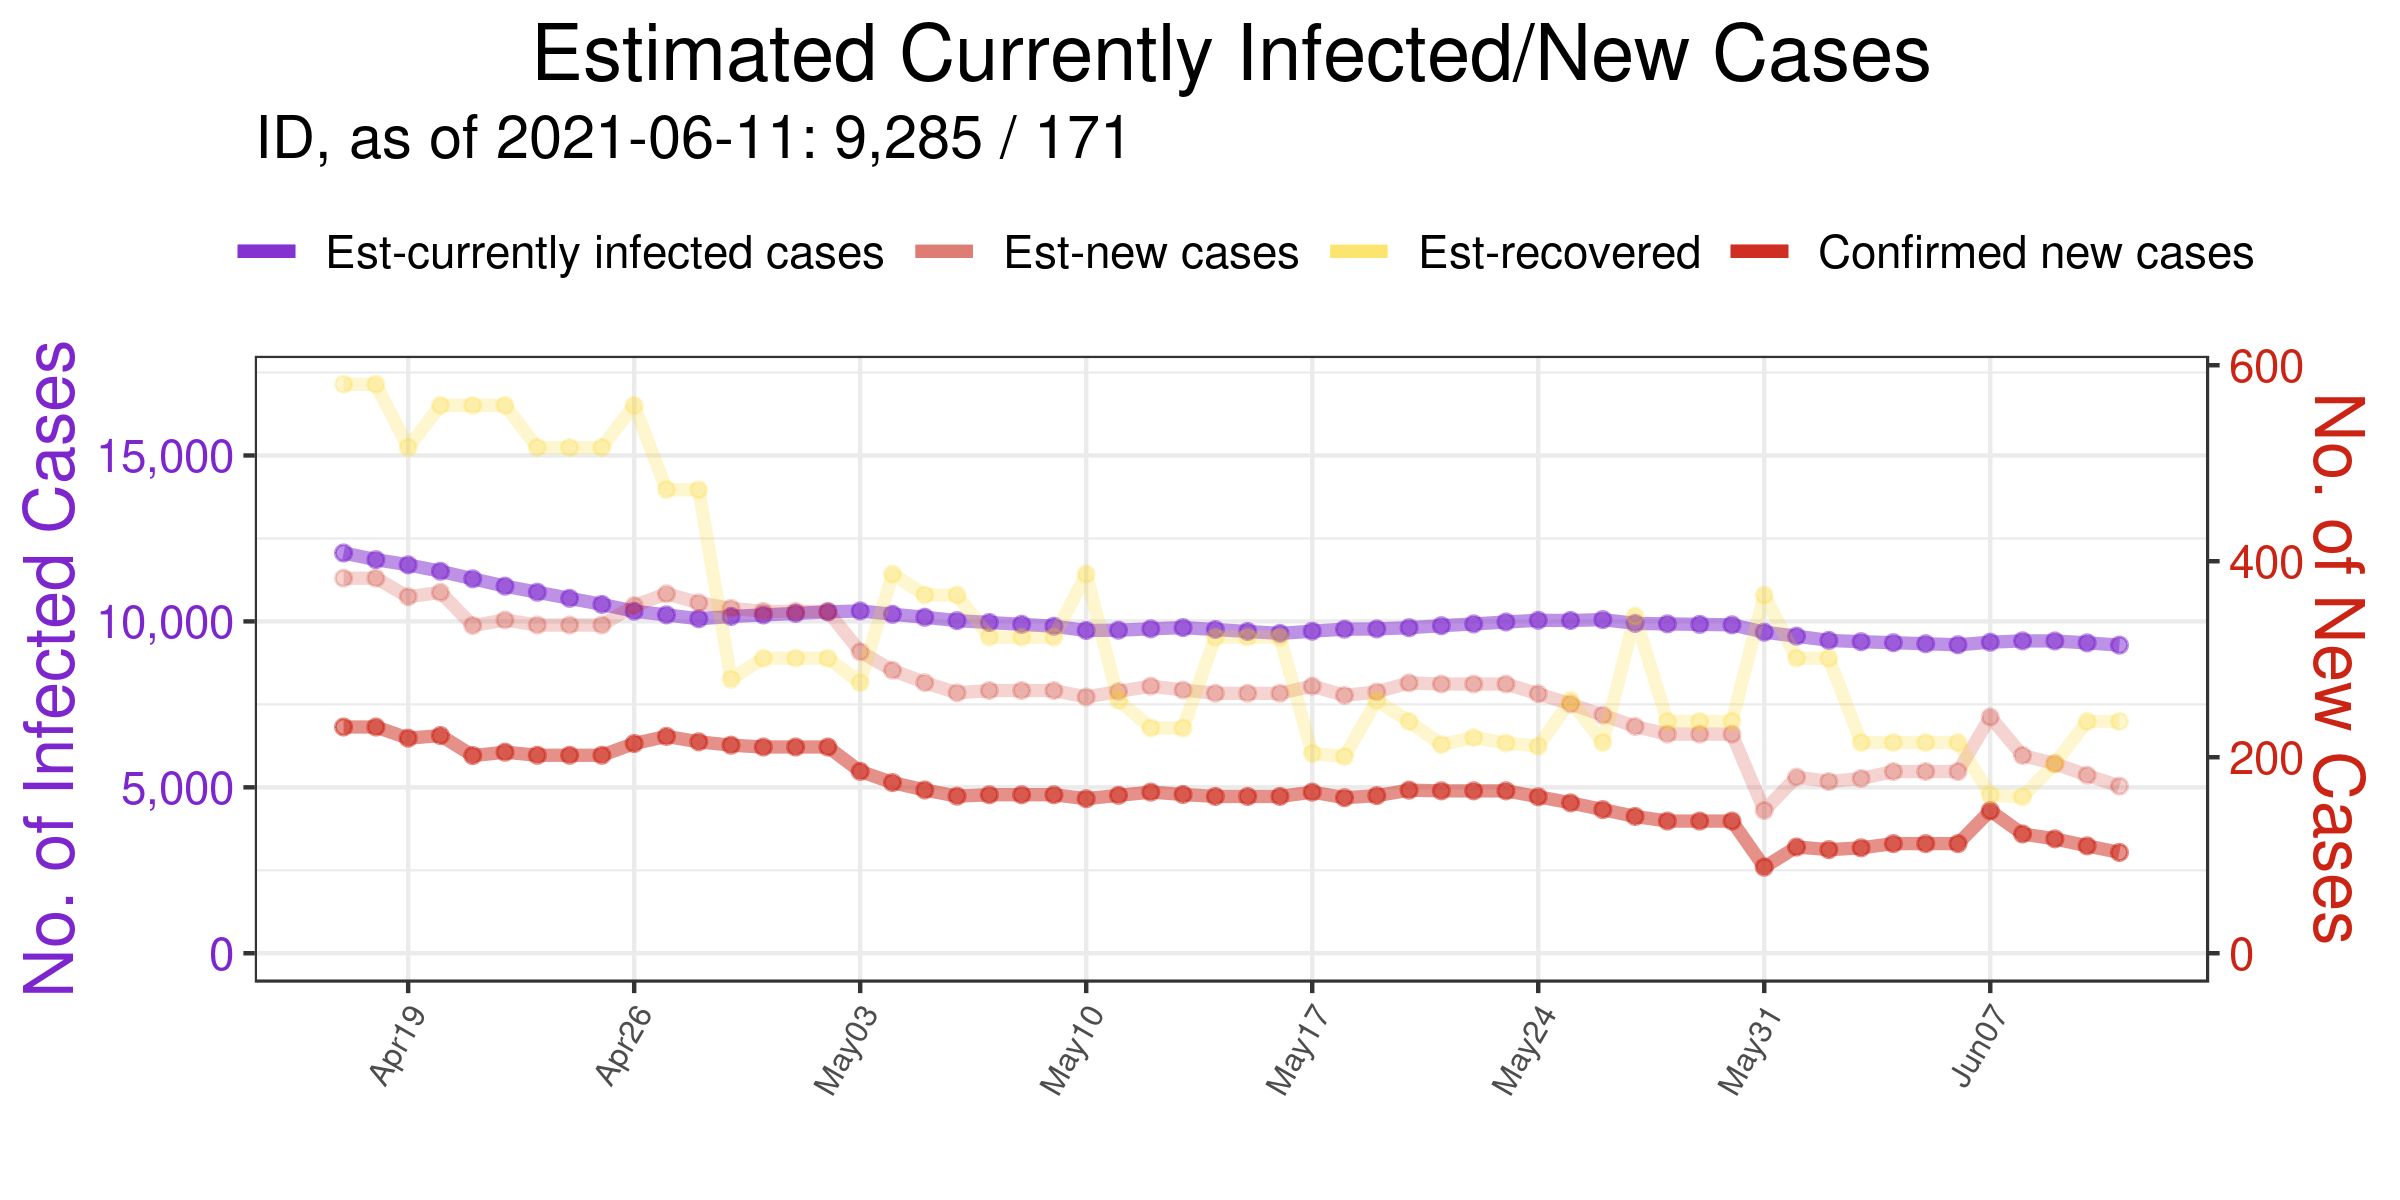 Estimated Currently Infected/New Cases
ID, as of 2021-06-11: 9,285 / 171
Est-currently infected cases Est-new cases Est-recovered Confirmed new cases
No. of Infected Cases
15,000
10,000
5,000
0
600
400
200
0
No. of New Cases
Apr19 Apr26 May03 May10 May17 May24 May31 Jun07